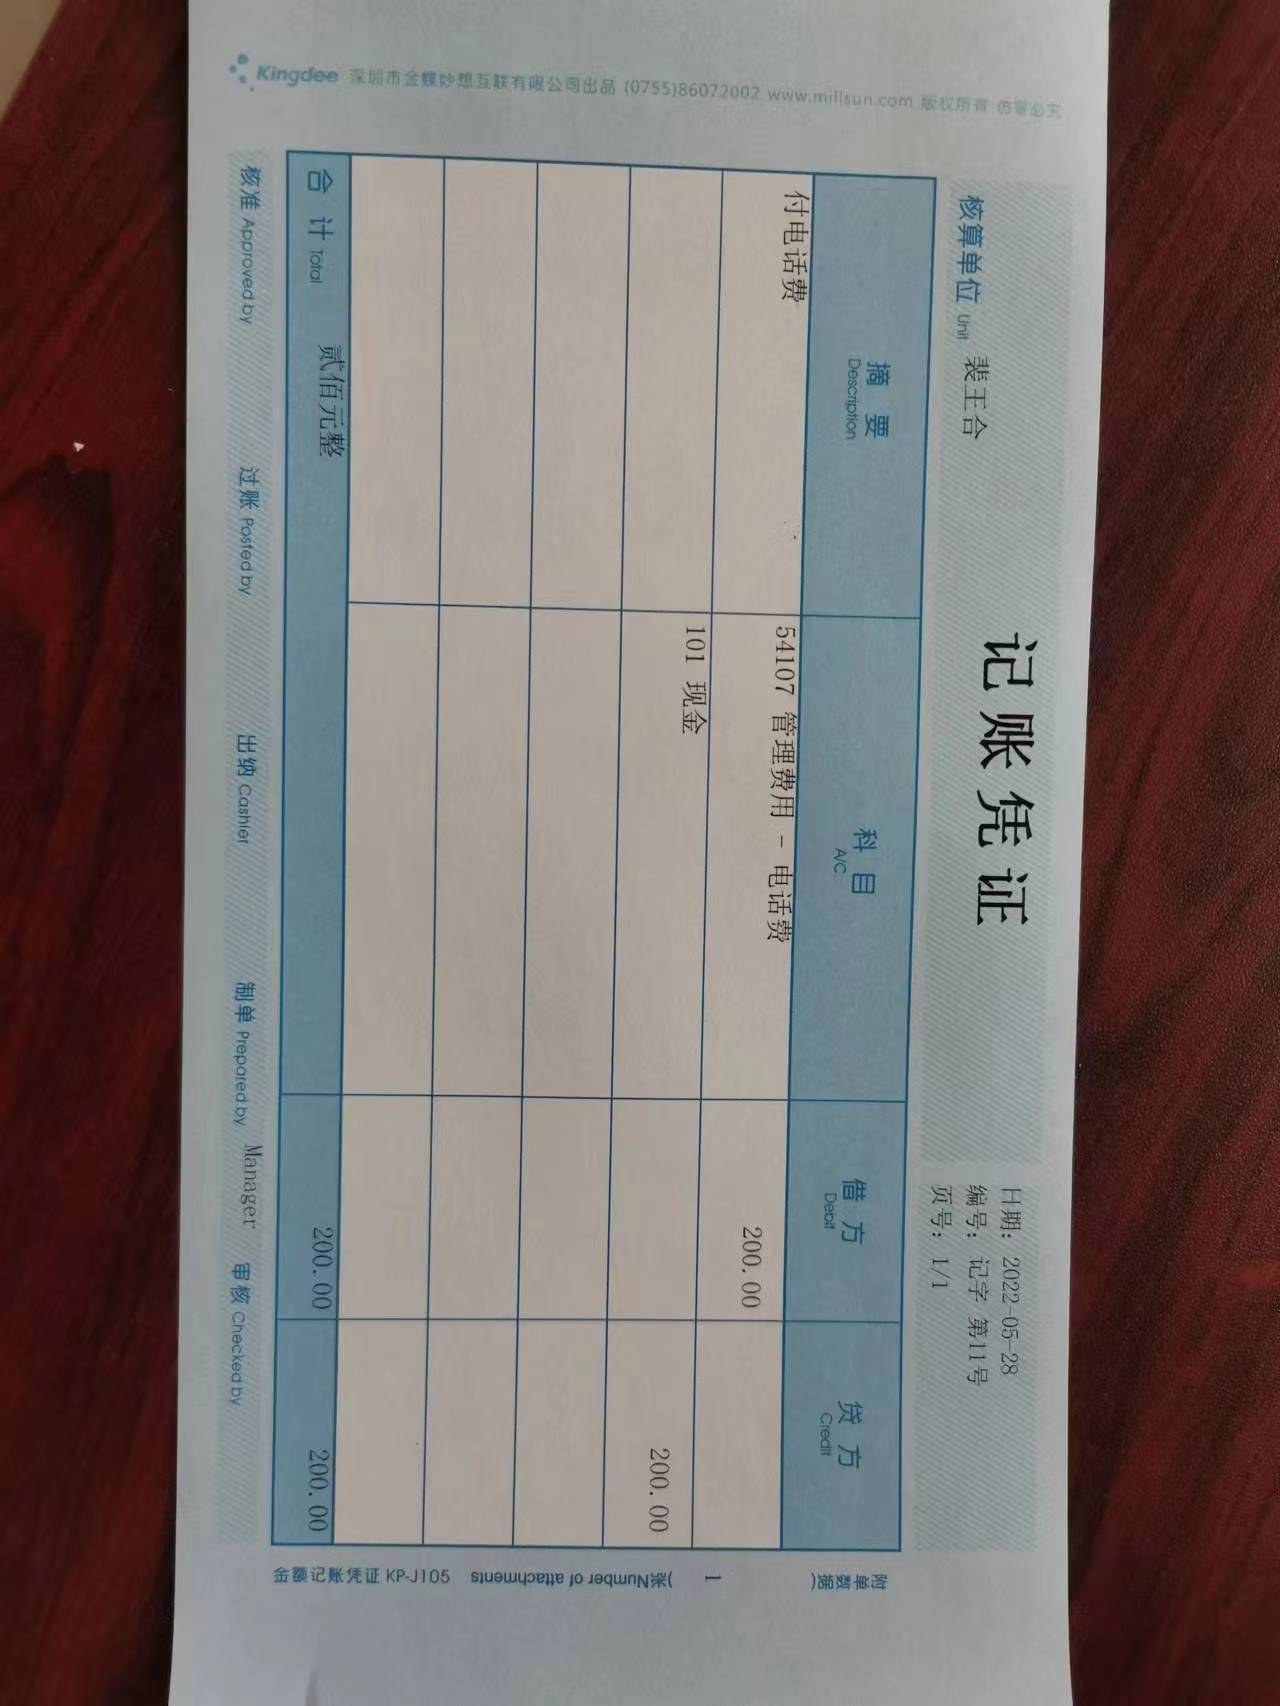 记账凭证
日期: 2022-05-28
编号: 记字 第11号
页号: 1/1
核算单位 Unit 裴王合
摘要 Description 科目 A/C. 借方 Debit 贷方 Credit
付电话费 54107 管理费用 - 电话费 200.00
101 现金 200.00
合计 Total 贰佰元整 200.00 200.00
附单数据( 1 张)Number of attachments
金额记账凭证 KP-J105
核准 Approved by 过账 Posted by 出纳 Cashier 制单 Prepared by Manager 审核 Checked by
Kingdee 深圳市金蝶妙想互联有限公司出品 (0755)86072002 www.millsun.com 版权所有 仿冒必究